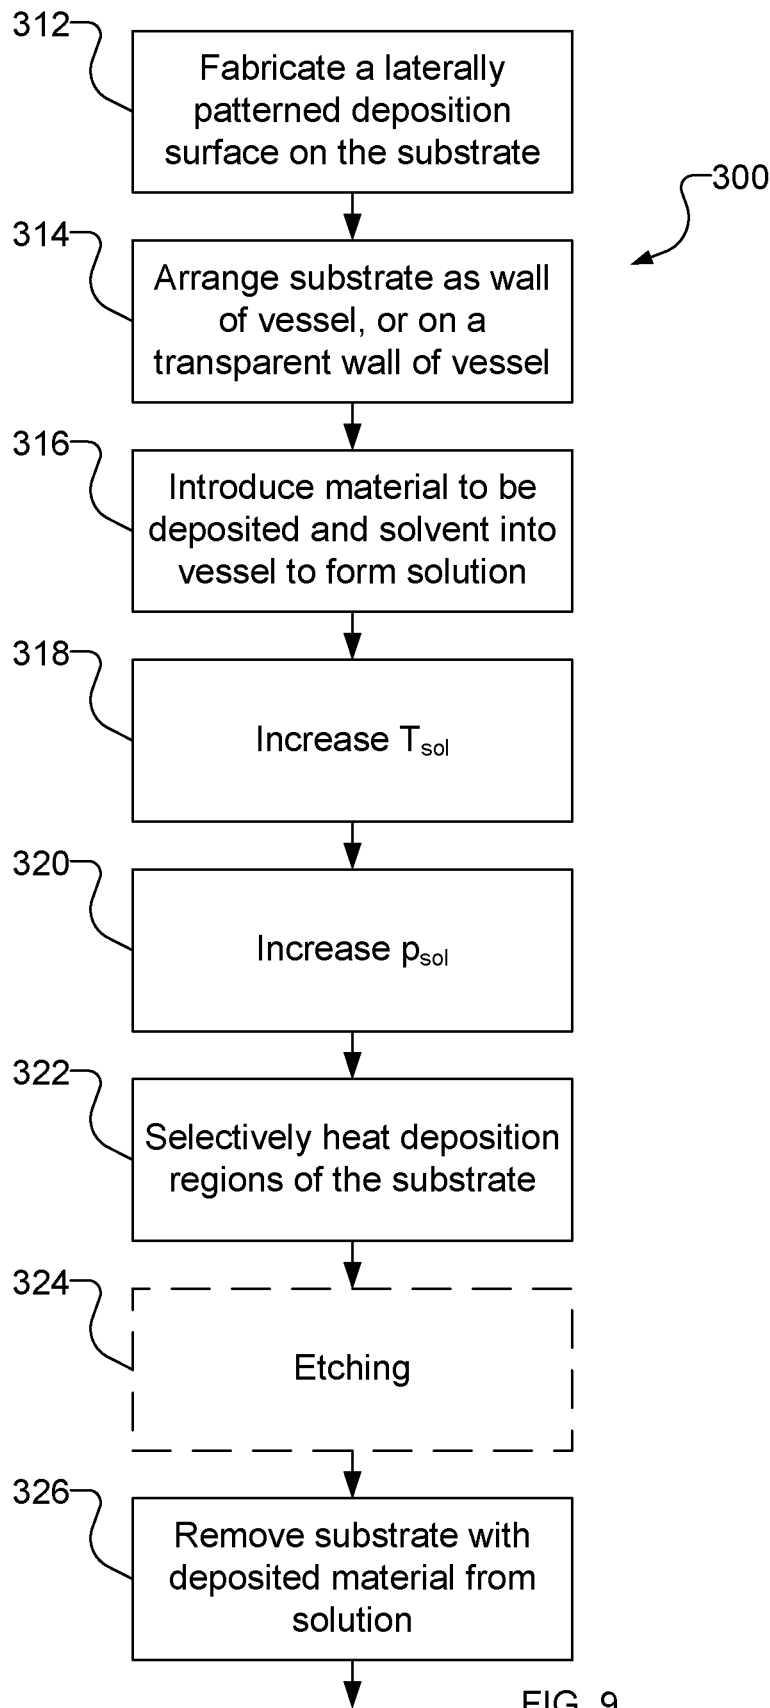 312
Fabricate a laterally
patterned deposition
surface on the substrate
300
314
Arrange substrate as wall
of vessel, or on a
transparent wall of vessel
316
Introduce material to be
deposited and solvent into
vessel to form solution
318
Increase Tsol
320
Increase psol
322
Selectively heat deposition
regions of the substrate
324
Etching
326
Remove substrate with
deposited material from
solution
FIG. 9